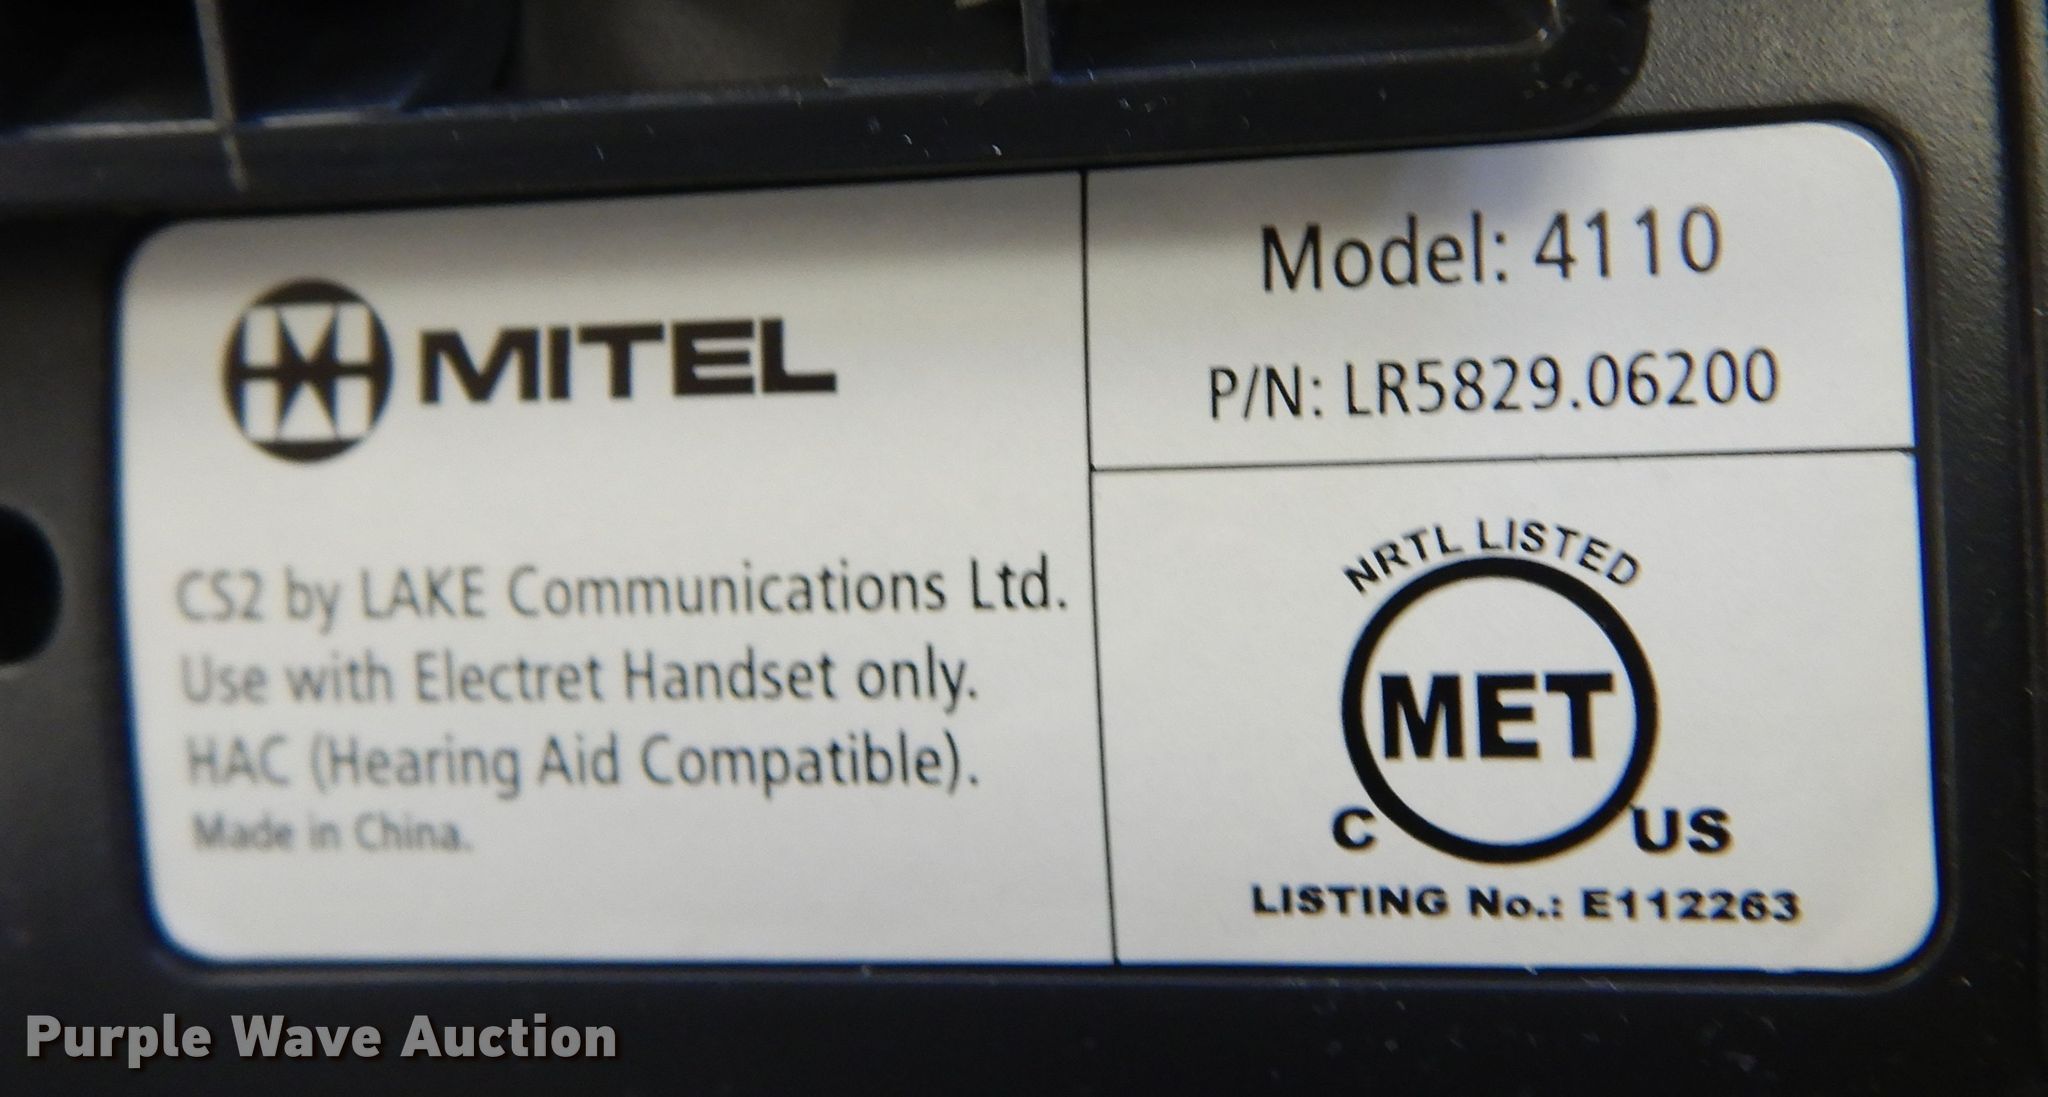 MITEL
CS2 by LAKE Communications Ltd.
Use with Electret Handset only.
HAC (Hearing Aid Compatible).
Made in China.
Model: 4110
P/N: LR5829.06200
NRTL LISTED
MET
C US
LISTING No.: E112263
Purple Wave Auction